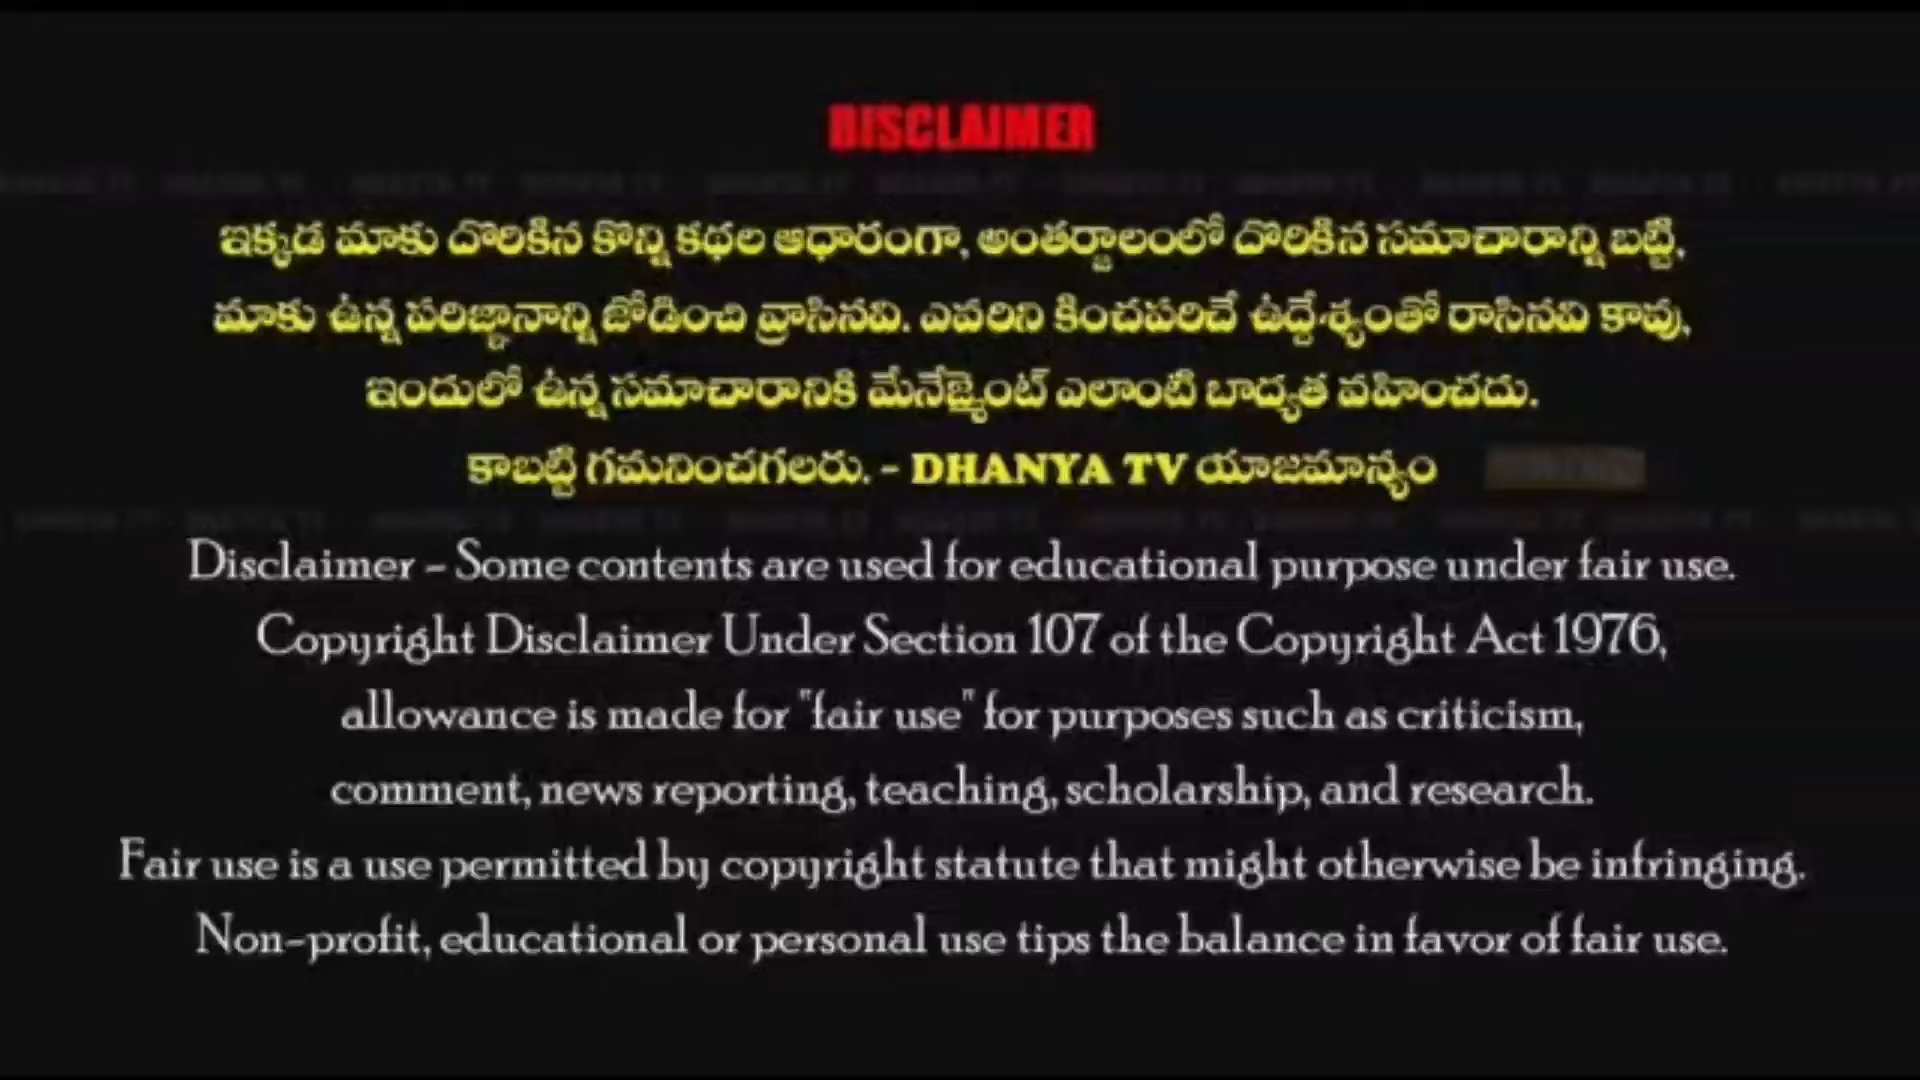 DISCLAIMER
ఇక్కడ మాకు దొరికిన కొన్ని కథల ఆధారంగా, అంతర్జాలంలో దొరికిన సమాచారాన్ని బట్టి,
మాకు ఉన్న పరిజ్ఞానాన్ని జోడించి వ్రాసినవి. ఎవరిని కించపరిచే ఉద్దేశ్యంతో రాసినవి కావు,
ఇందులో ఉన్న సమాచారానికి మేనేజ్మెంట్ ఎలాంటి బాద్యత వహించదు.
కాబట్టి గమనించగలరు. - DHANYA TV యాజమాన్యం
Disclaimer - Some contents are used for educational purpose under fair use.
Copyright Disclaimer Under Section 107 of the Copyright Act 1976,
allowance is made for "fair use" for purposes such as criticism,
comment, news reporting, teaching, scholarship, and research.
Fair use is a use permitted by copyright statute that might otherwise be infringing.
Non-profit, educational or personal use tips the balance in favor of fair use.